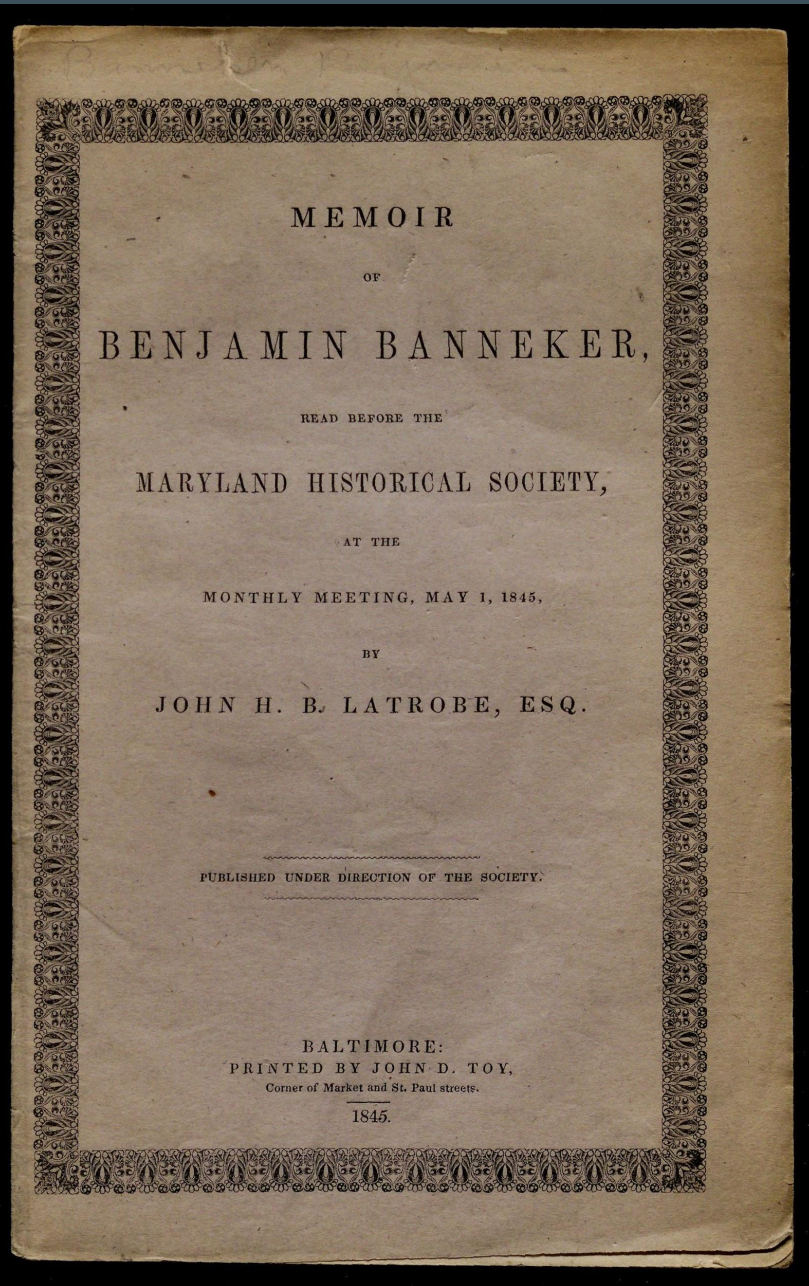 MEMOIR
OF
BENJAMIN BANNEKER,
READ BEFORE THE
MARYLAND HISTORICAL SOCIETY,
AT THE
MONTHLY MEETING, MAY 1, 1845,
BY
JOHN H. B. LATROBE, ESQ.
PUBLISHED UNDER DIRECTION OF THE SOCIETY.
BALTIMORE:
PRINTED BY JOHN D. TOY,
Corner of Market and St. Paul streets.
1845.